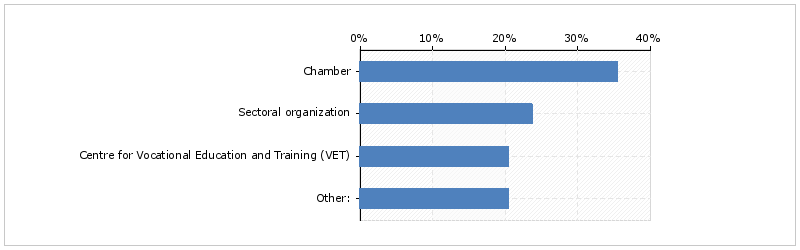 0% 10% 20% 30% 40%
Chamber
Sectoral organization
Centre for Vocational Education and Training (VET)
Other: